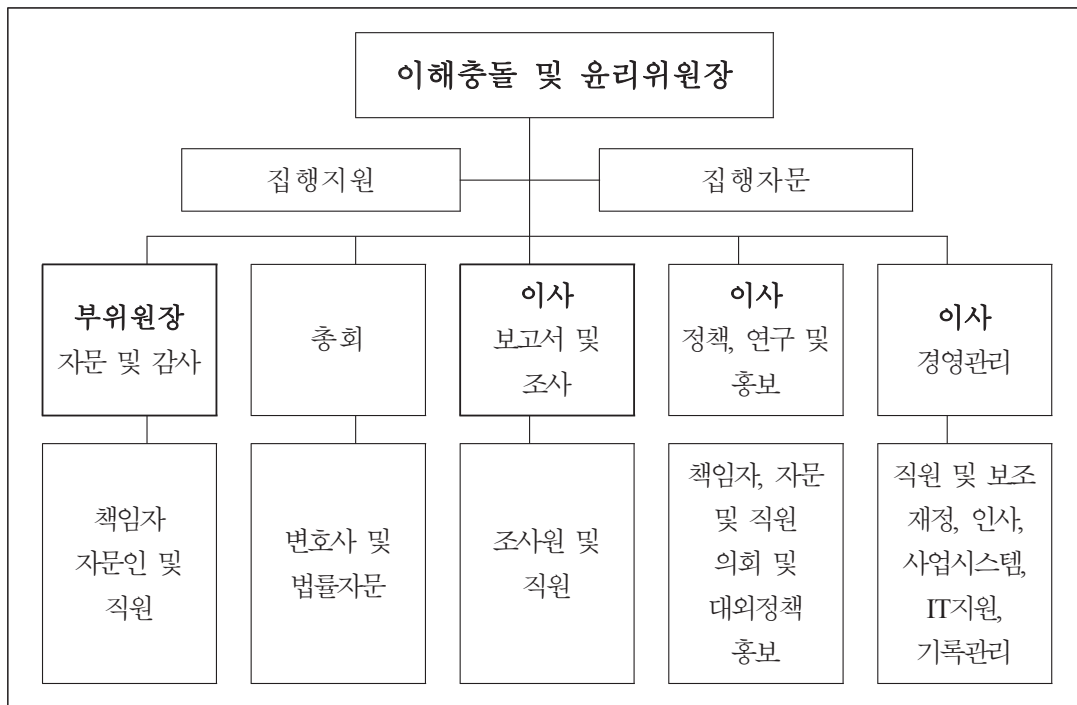 이해충돌 및 윤리위원장
집행지원
집행자문
부위원장
자문 및 감사
총회
이사
보고서 및
조사
이사
정책, 연구 및
홍보
이사
경영관리
책임자
자문인 및
직원
변호사 및
법률자문
조사원 및
직원
책임자, 자문
및 직원
의회 및
대외정책
홍보
직원 및 보조
재정, 인사,
사업시스템,
IT지원,
기록관리